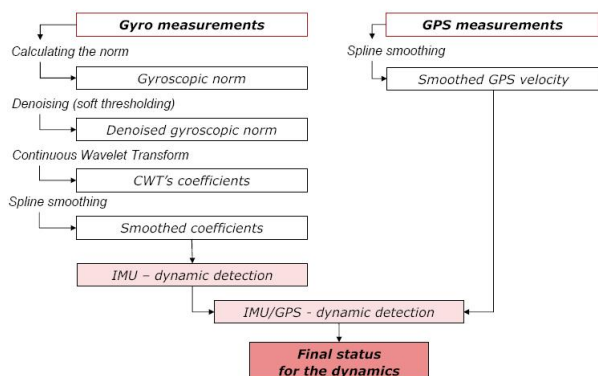 Gyro measurements
GPS measurements
Calculating the norm
Spline smoothing
Gyroscopic norm
Smoothed GPS velocity
Denoising (soft thresholding)
Denoised gyroscopic norm
Continuous Wavelet Transform
CWT's coefficients
Spline smoothing
Smoothed coefficients
IMU – dynamic detection
IMU/GPS - dynamic detection
Final status
for the dynamics